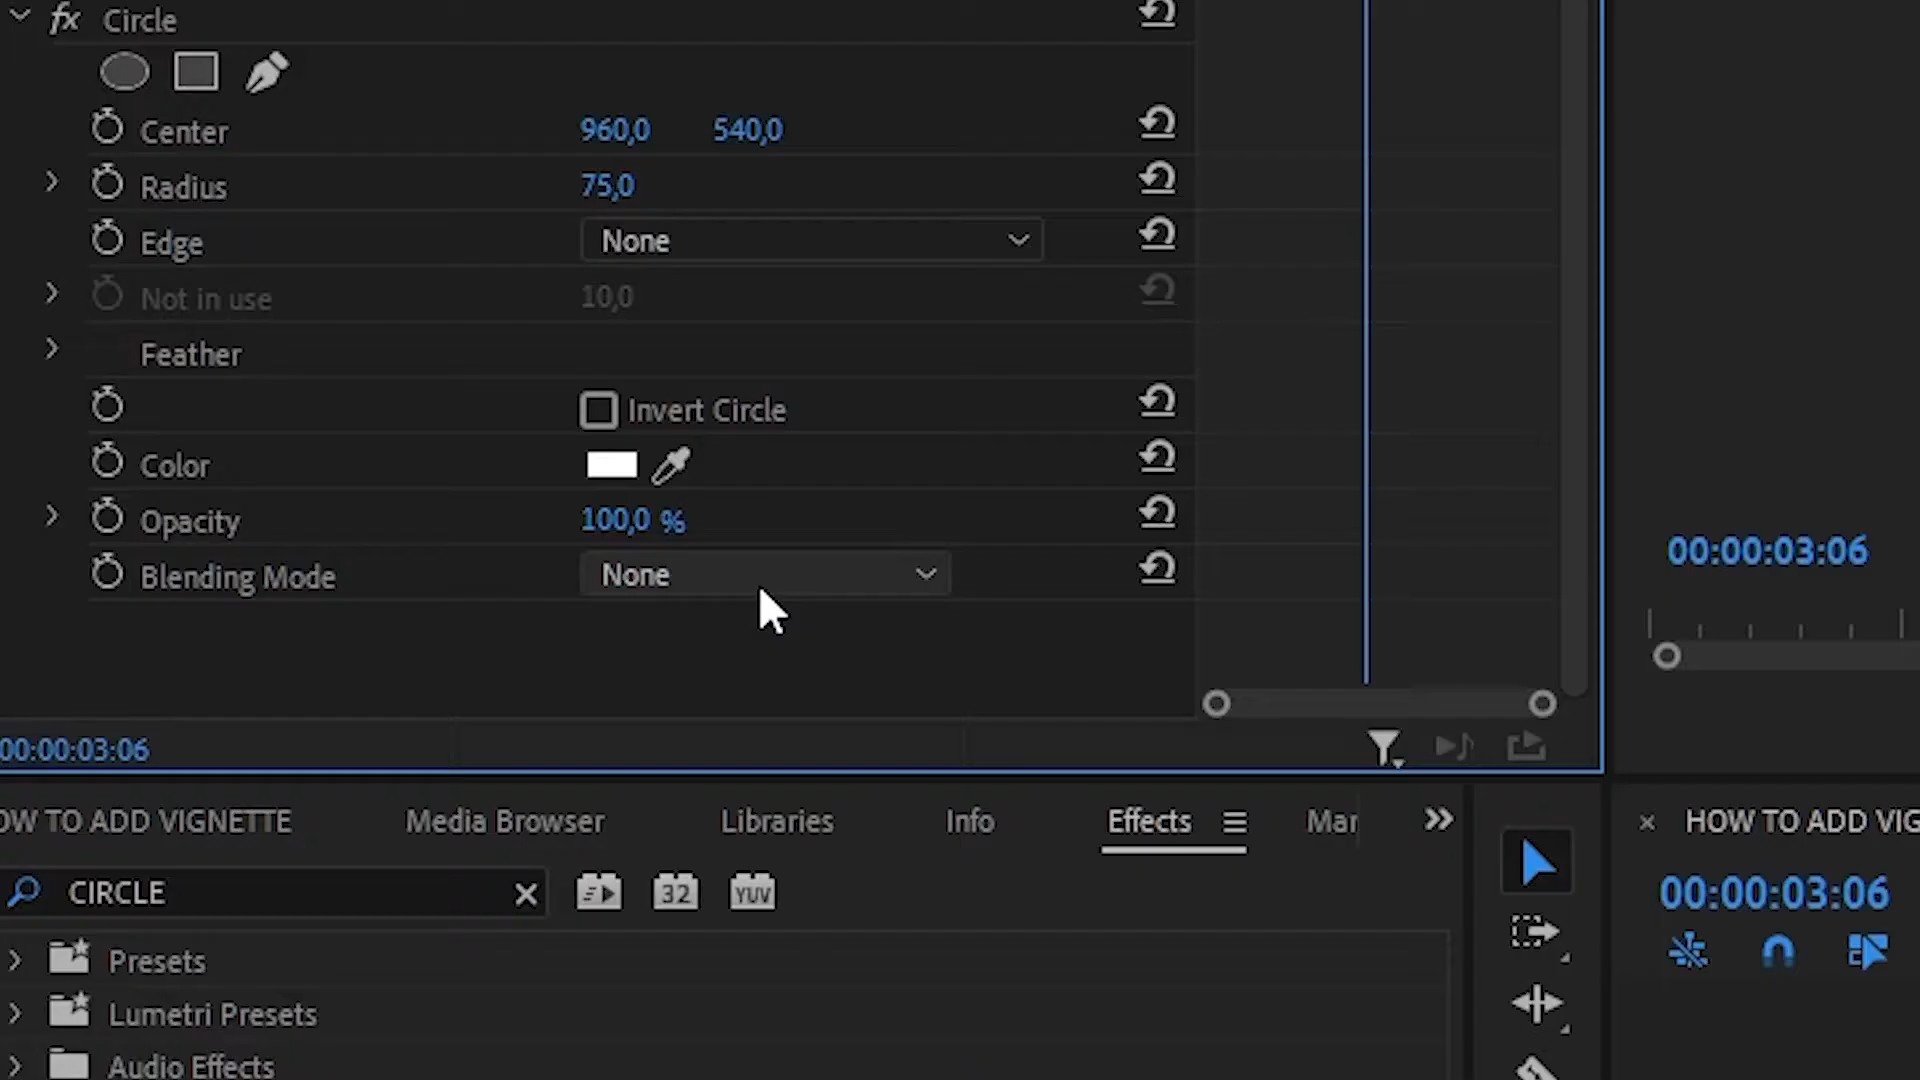 fx Circle
Center 960,0 540,0
Radius 75,0
Edge None
Not in use 10,0
Feather
Invert Circle
Color
Opacity 100,0 %
Blending Mode None
00:00:03:06
00:00:03:06
OW TO ADD VIGNETTE Media Browser Libraries Info Effects Mar
CIRCLE 32 YUV
Presets
Lumetri Presets
Audio Effects
HOW TO ADD VIG
00:00:03:06